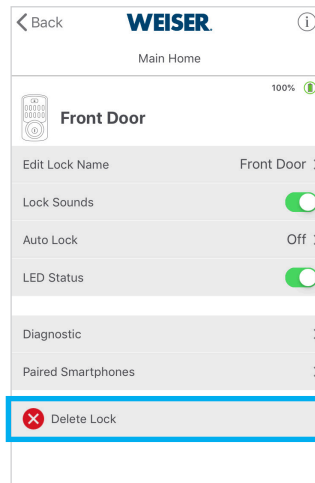 Back WEISER.
Main Home
100%
Front Door
Edit Lock Name Front Door
Lock Sounds
Auto Lock Off
LED Status
Diagnostic
Paired Smartphones
Delete Lock